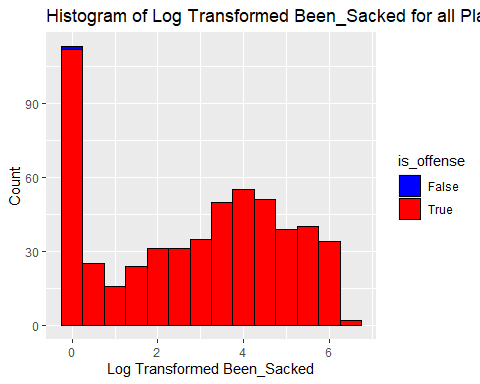 Histogram of Log Transformed Been_Sacked for all Pla
90
60
30
0
Count
0 2 4 6
Log Transformed Been_Sacked
is_offense
False
True